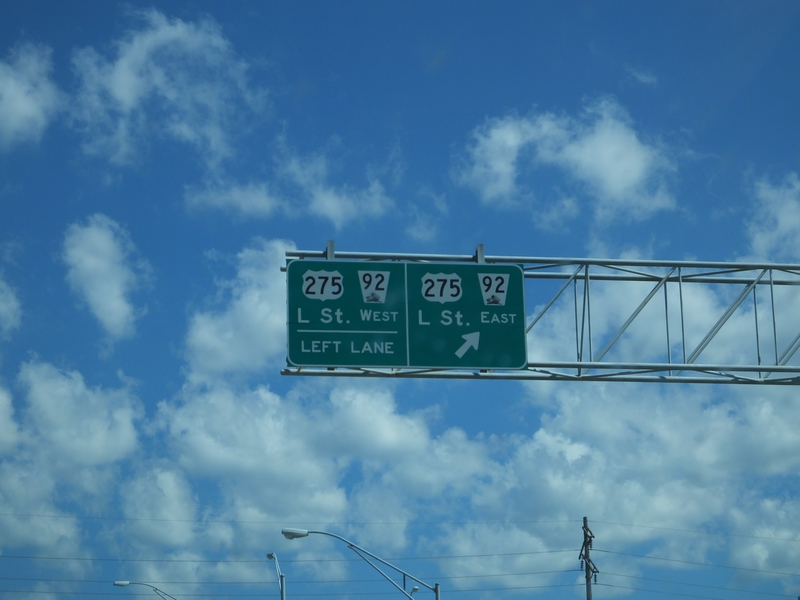 275 92
L St. WEST
LEFT LANE
275 92
L St. EAST